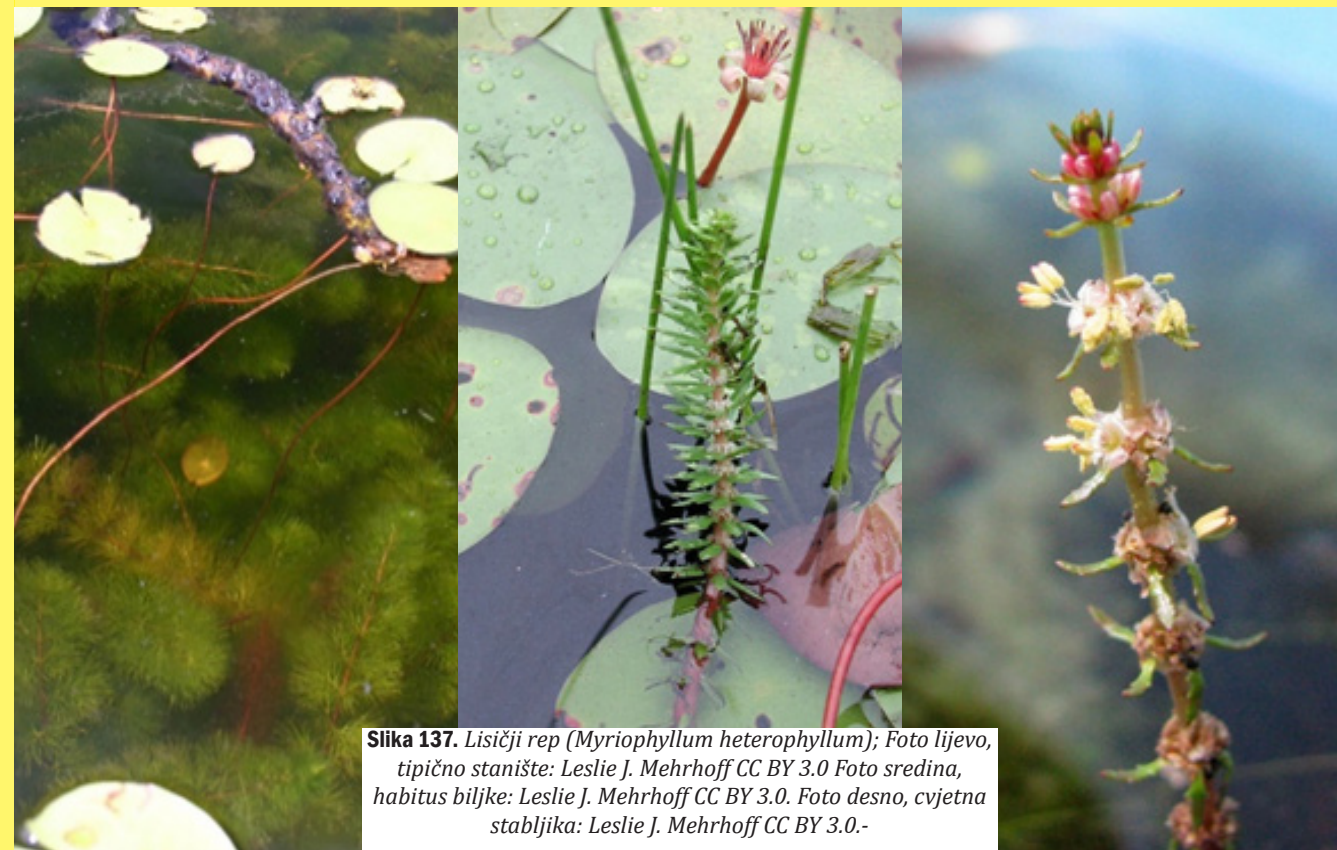 Slika 137. Lisičji rep (Myriophyllum heterophyllum); Foto lijevo,
tipično stanište: Leslie J. Mehrhoff CC BY 3.0 Foto sredina,
habitus biljke: Leslie J. Mehrhoff CC BY 3.0. Foto desno, cvjetna
stabljika: Leslie J. Mehrhoff CC BY 3.0.-